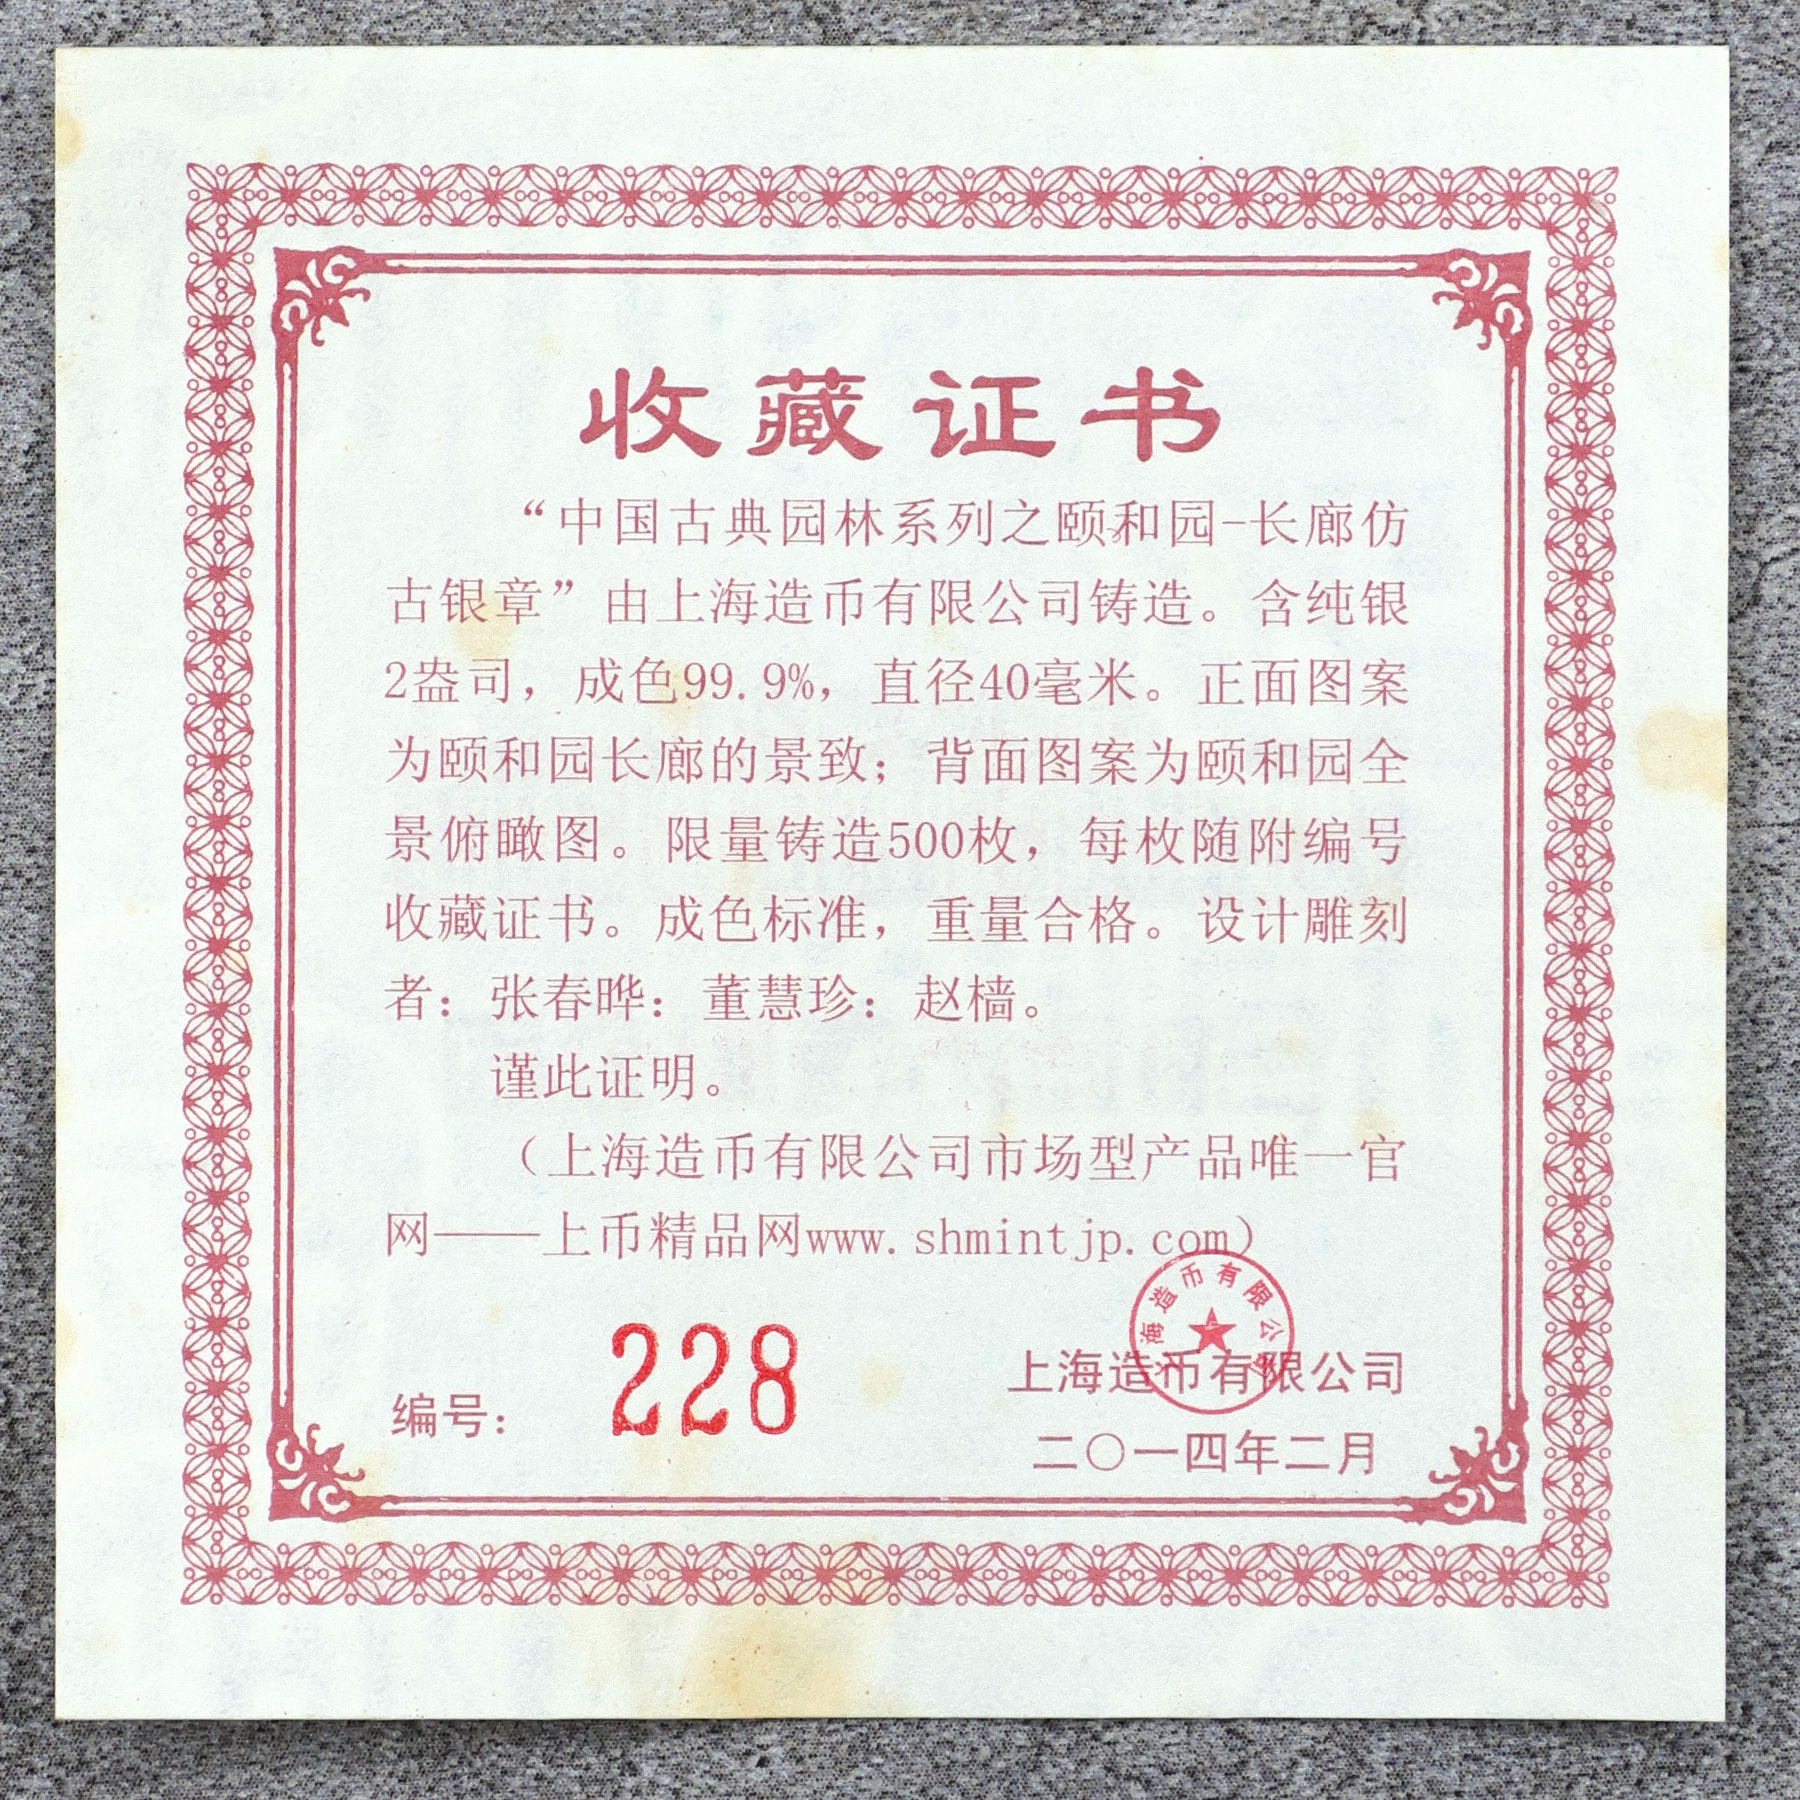 收藏证书
“中国古典园林系列之颐和园-长廊仿
古银章”由上海造币有限公司铸造。含纯银
2盎司，成色99.9%，直径40毫米。正面图案
为颐和园长廊的景致；背面图案为颐和园全
景俯瞰图。限量铸造500枚，每枚随附编号
收藏证书。成色标准，重量合格。设计雕刻
者：张春晔：董慧珍：赵樯。
谨此证明。
（上海造币有限公司市场型产品唯一官
网——上币精品网www.shmintjp.com）
海造币有限公
编号：
228
上海造币有限公司
二〇一四年二月